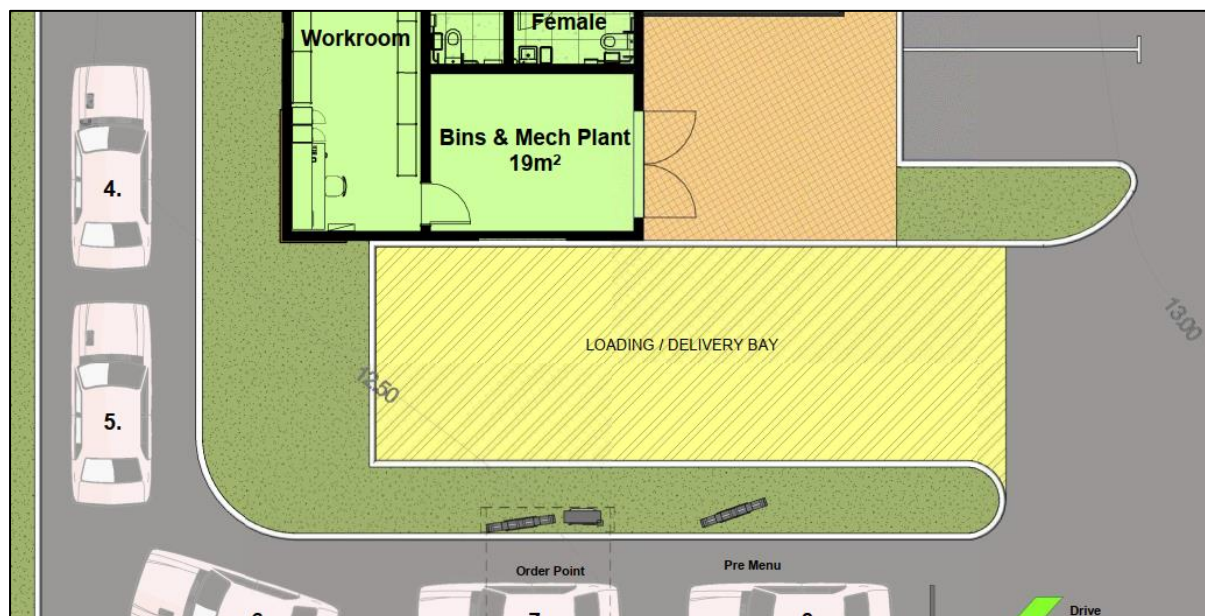 Female
Workroom
Bins & Mech Plant
19m²
4.
LOADING / DELIVERY BAY
13.00
12.50
5.
Order Point
Pre Menu
Drive